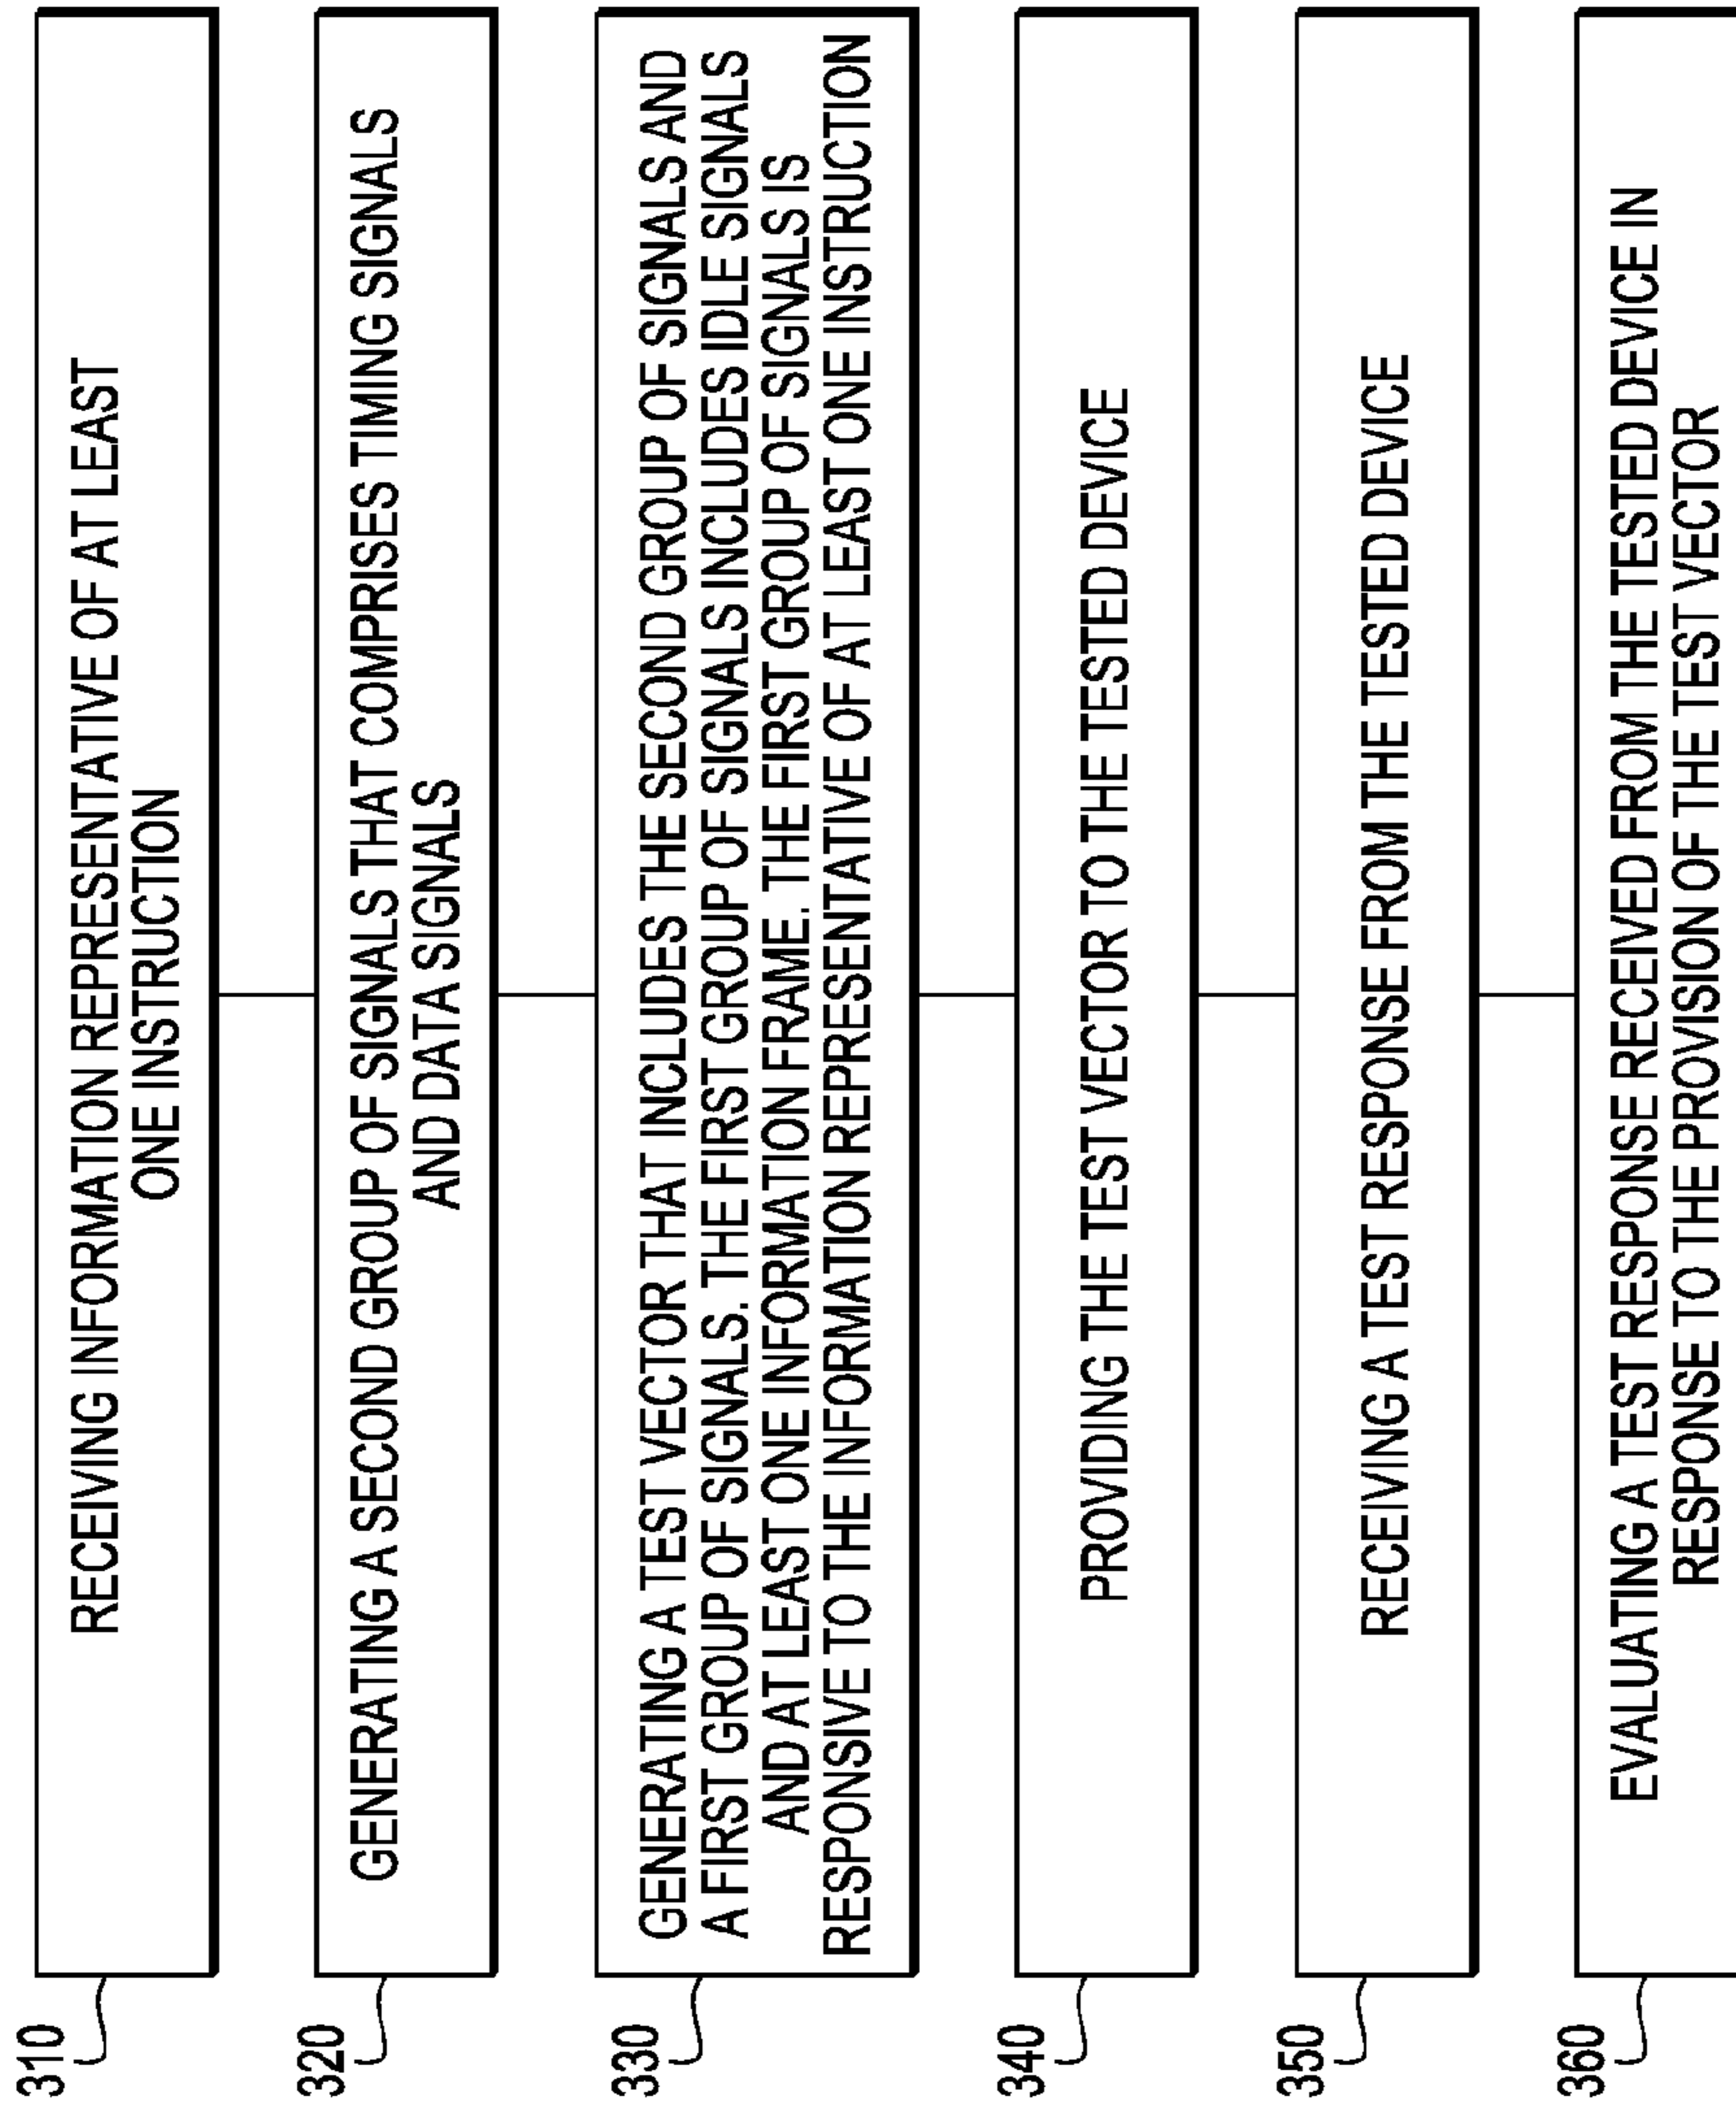 310
RECEIVING INFORMATION REPRESENTATIVE OF AT LEAST
ONE INSTRUCTION
320
GENERATING A SECOND GROUP OF SIGNALS THAT COMPRISES TIMING SIGNALS
AND DATA SIGNALS
330
GENERATING A TEST VECTOR THAT INCLUDES THE SECOND GROUP OF SIGNALS AND
A FIRST GROUP OF SIGNALS. THE FIRST GROUP OF SIGNALS INCLUDES IDLE SIGNALS
AND AT LEAST ONE INFORMATION FRAME. THE FIRST GROUP OF SIGNALS IS
RESPONSIVE TO THE INFORMATION REPRESENTATIVE OF AT LEAST ONE INSTRUCTION
340
PROVIDING THE TEST VECTOR TO THE TESTED DEVICE
350
RECEIVING A TEST RESPONSE FROM THE TESTED DEVICE
360
EVALUATING A TEST RESPONSE RECEIVED FROM THE TESTED DEVICE IN
RESPONSE TO THE PROVISION OF THE TEST VECTOR